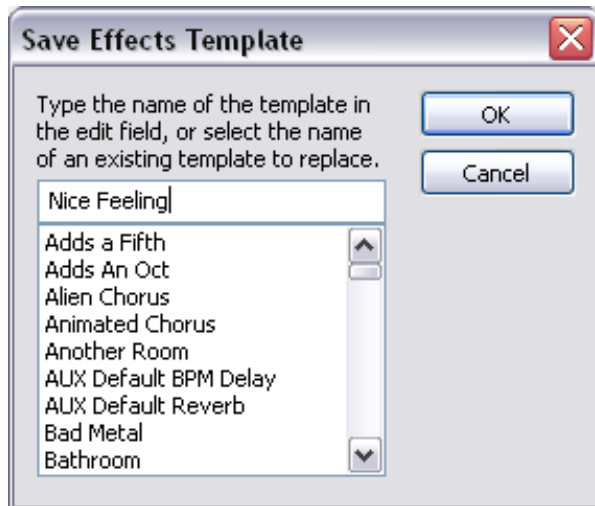 Save Effects Template
Type the name of the template in
the edit field, or select the name
of an existing template to replace.
OK
Cancel
Nice Feeling
Adds a Fifth
Adds An Oct
Alien Chorus
Animated Chorus
Another Room
AUX Default BPM Delay
AUX Default Reverb
Bad Metal
Bathroom